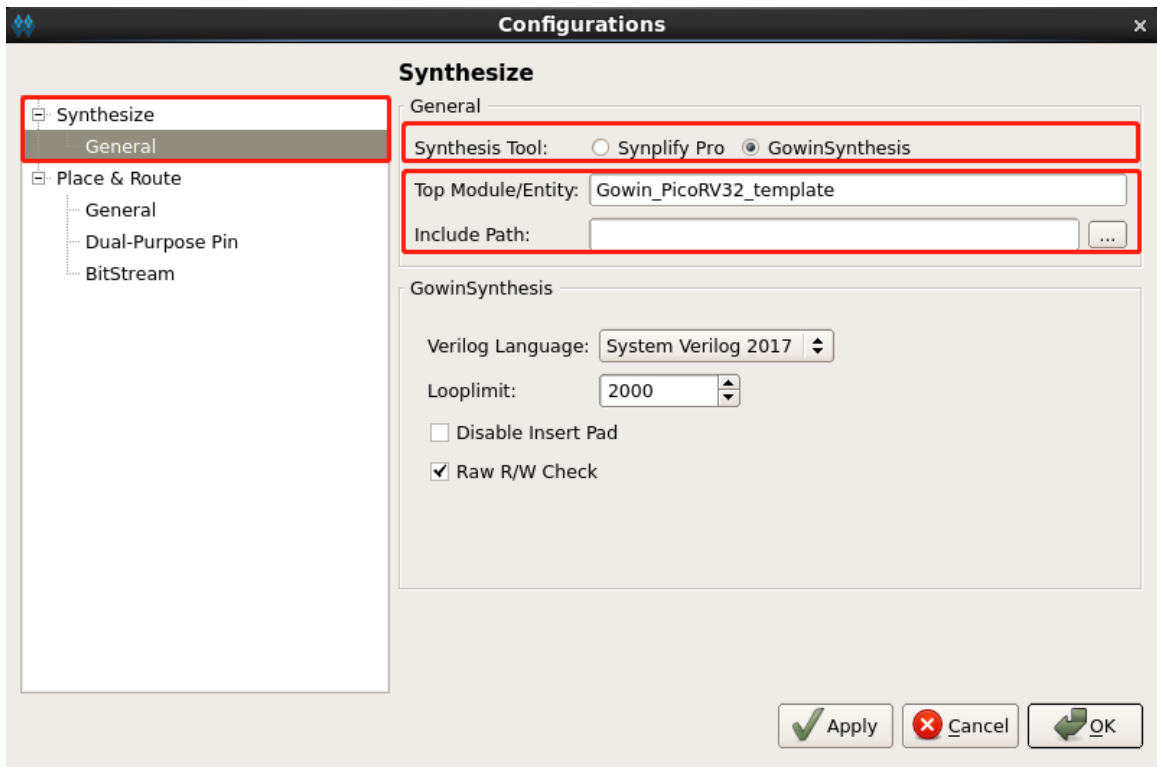 Configurations
Synthesize
General
Place & Route
General
Dual-Purpose Pin
BitStream
Synthesize
General
Synthesis Tool: Synplify Pro GowinSynthesis
Top Module/Entity: Gowin_PicoRV32_template
Include Path: ...
GowinSynthesis
Verilog Language: System Verilog 2017
Looplimit: 2000
Disable Insert Pad
Raw R/W Check
Apply Cancel OK